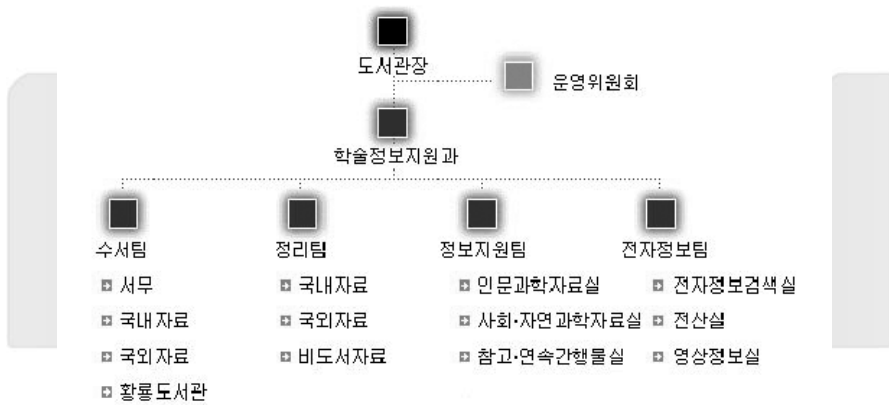 도서관장
운영위원회
학술정보지원과
수서팀
서무
국내자료
국외자료
황룡도서관
정리팀
국내자료
국외자료
비도서자료
정보지원팀
인문과학자료실
사회·자연과학자료실
참고·연속간행물실
전자정보팀
전자정보검색실
전산실
영상정보실